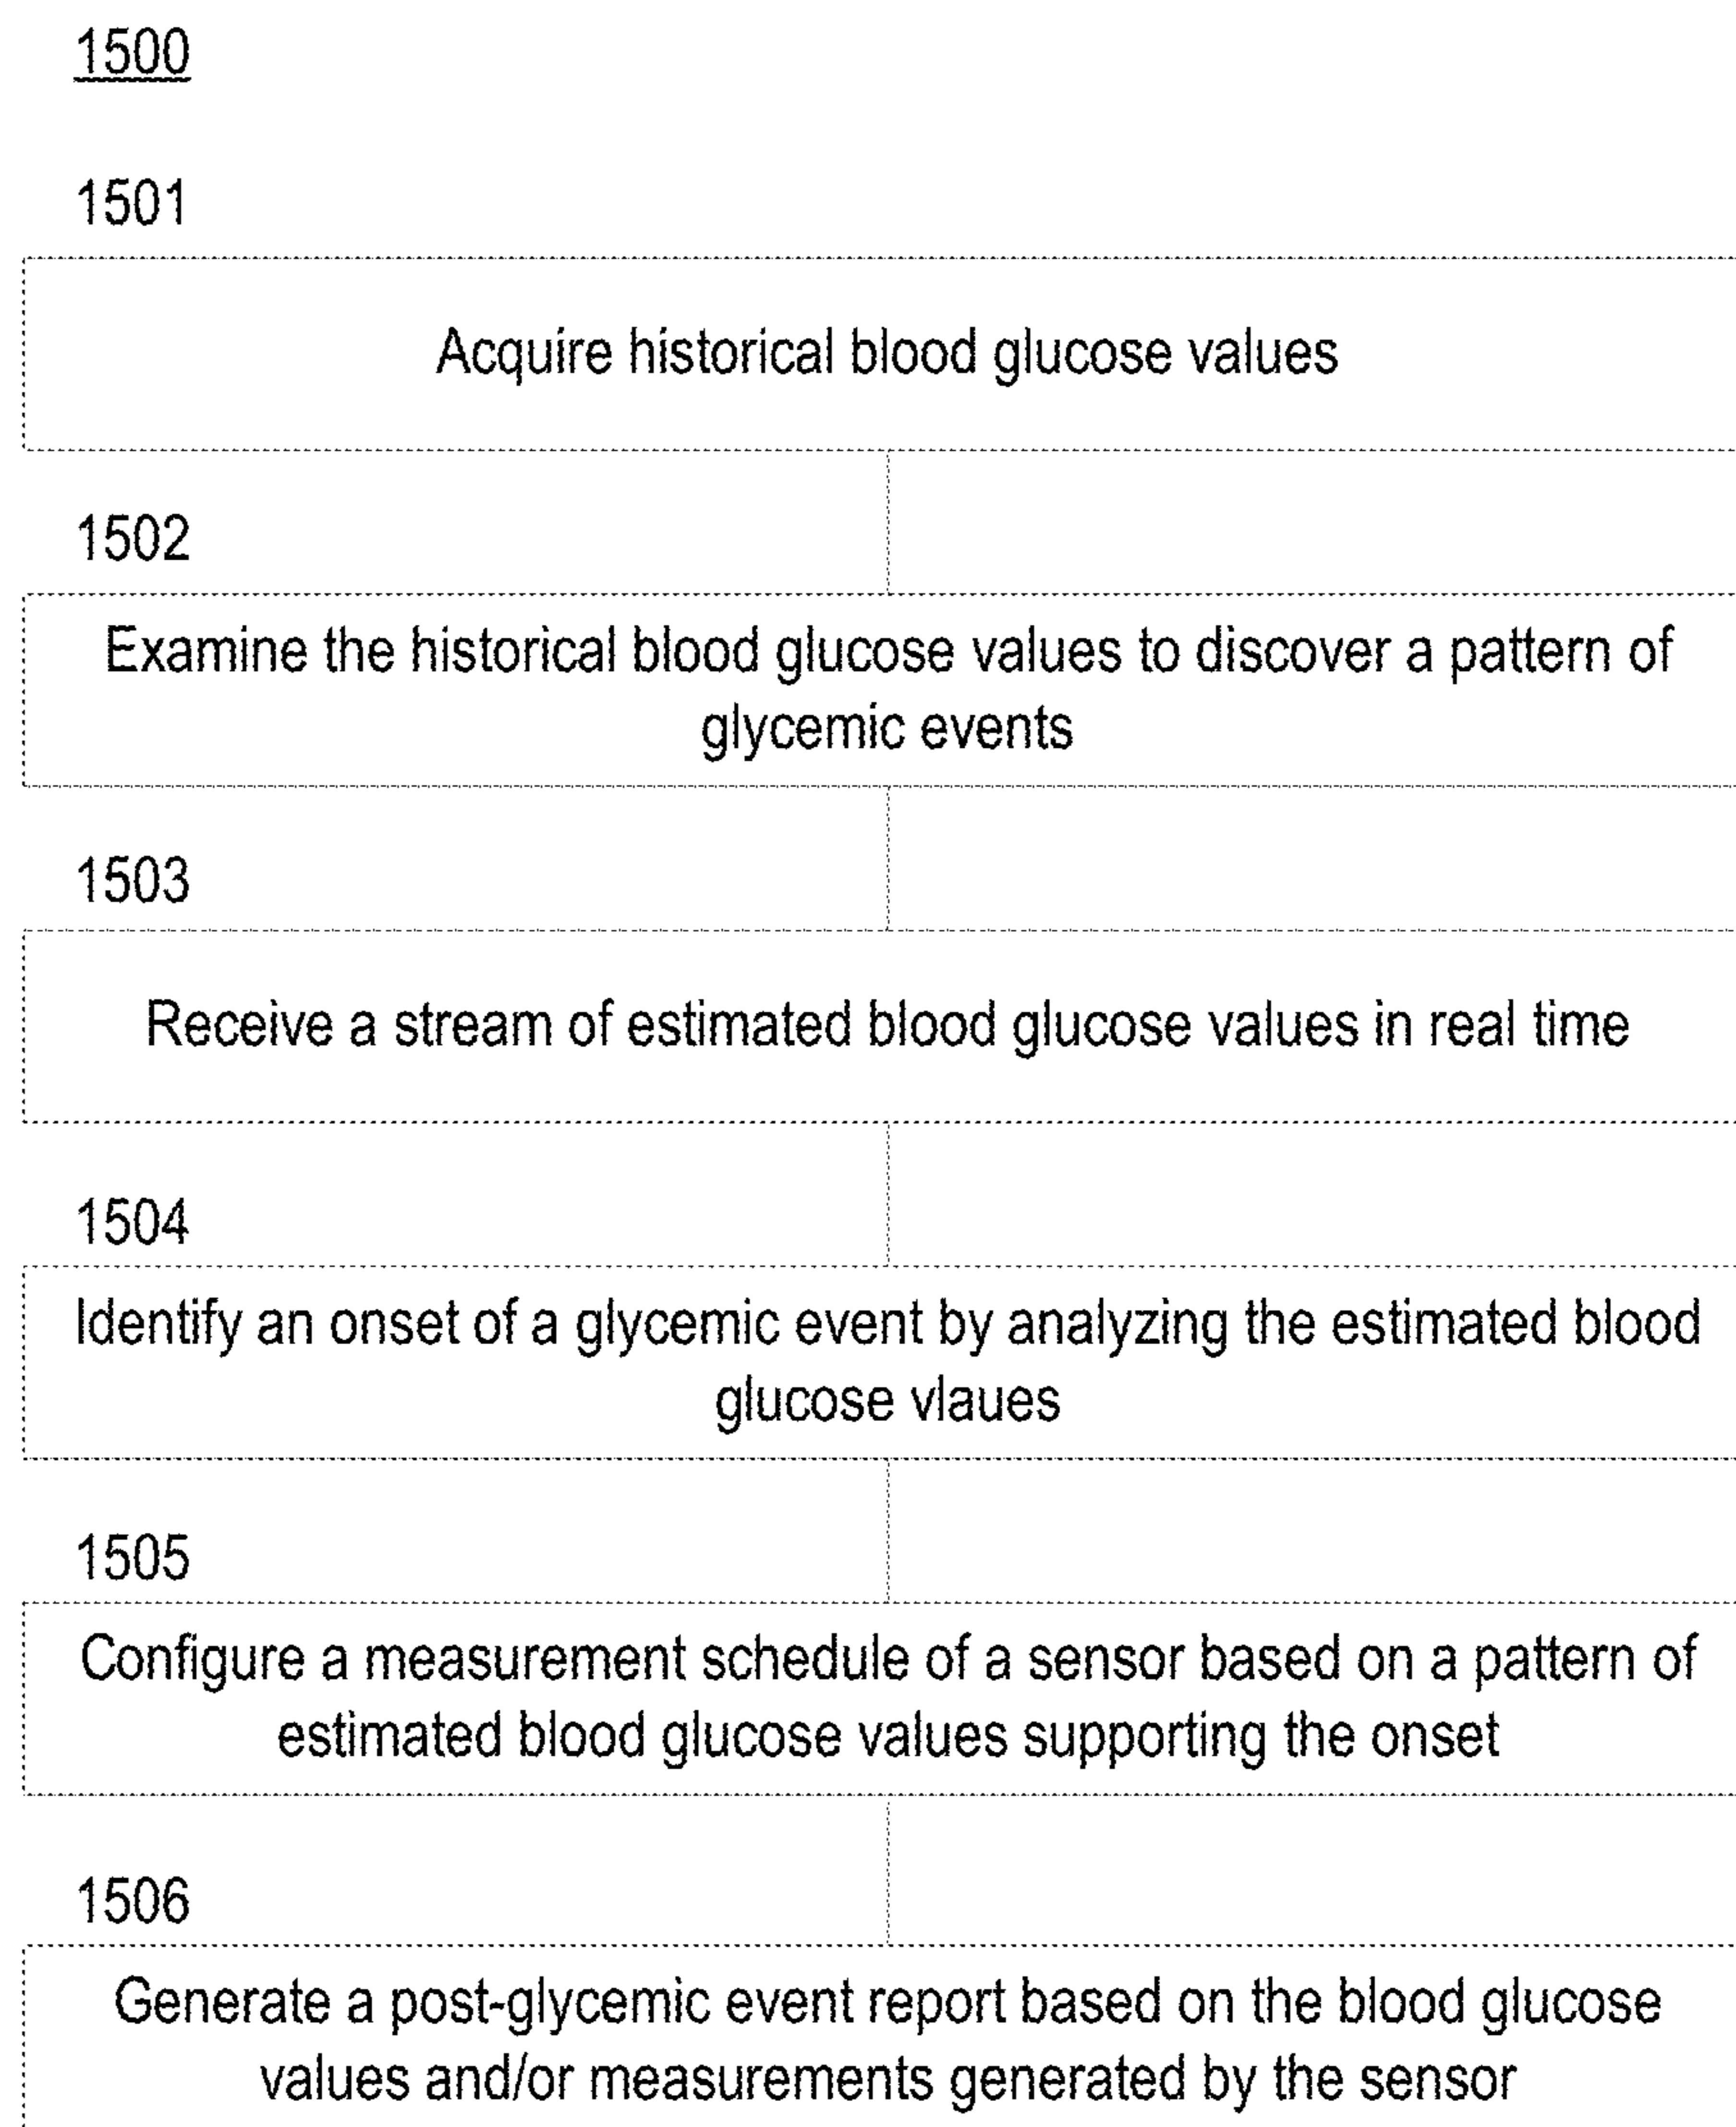 1500
1501
Acquire historical blood glucose values
1502
Examine the historical blood glucose values to discover a pattern of
glycemic events
1503
Receive a stream of estimated blood glucose values in real time
1504
Identify an onset of a glycemic event by analyzing the estimated blood
glucose vlaues
1505
Configure a measurement schedule of a sensor based on a pattern of
estimated blood glucose values supporting the onset
1506
Generate a post-glycemic event report based on the blood glucose
values and/or measurements generated by the sensor